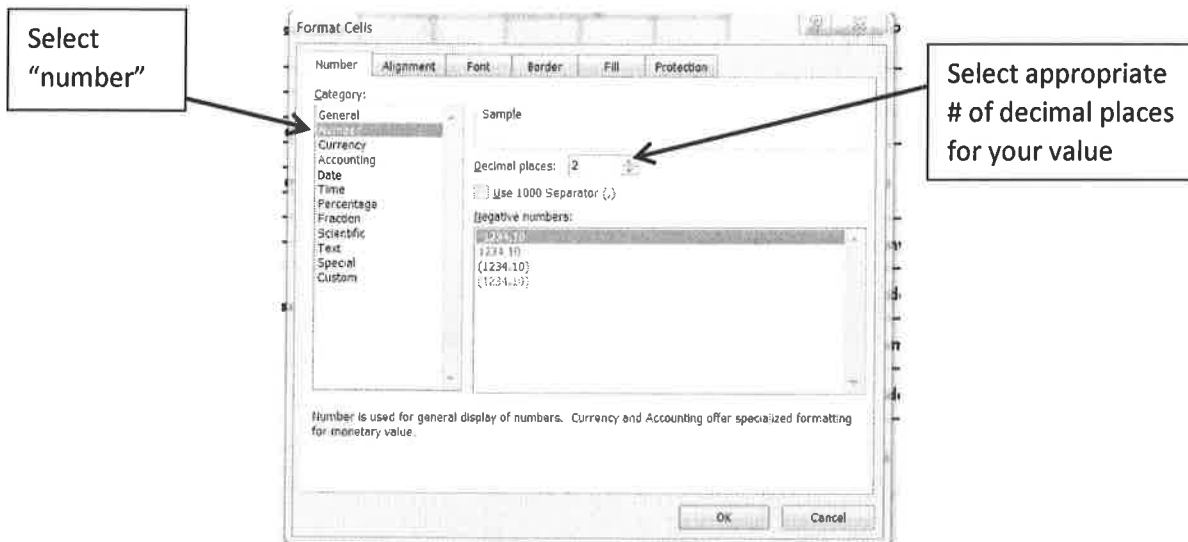 Select
“number”
Format Cells
Number Alignment Font Border Fill Protection
Category:
General
Number
Currency
Accounting
Date
Time
Percentage
Fraction
Scientific
Text
Special
Custom
Sample
Decimal places: 2
Use 1000 Separator (,)
Negative numbers:
-1234.10
1234.10
(1234.10)
(1234.10)
Number is used for general display of numbers. Currency and Accounting offer specialized formatting
for monetary value.
OK Cancel
Select appropriate
# of decimal places
for your value